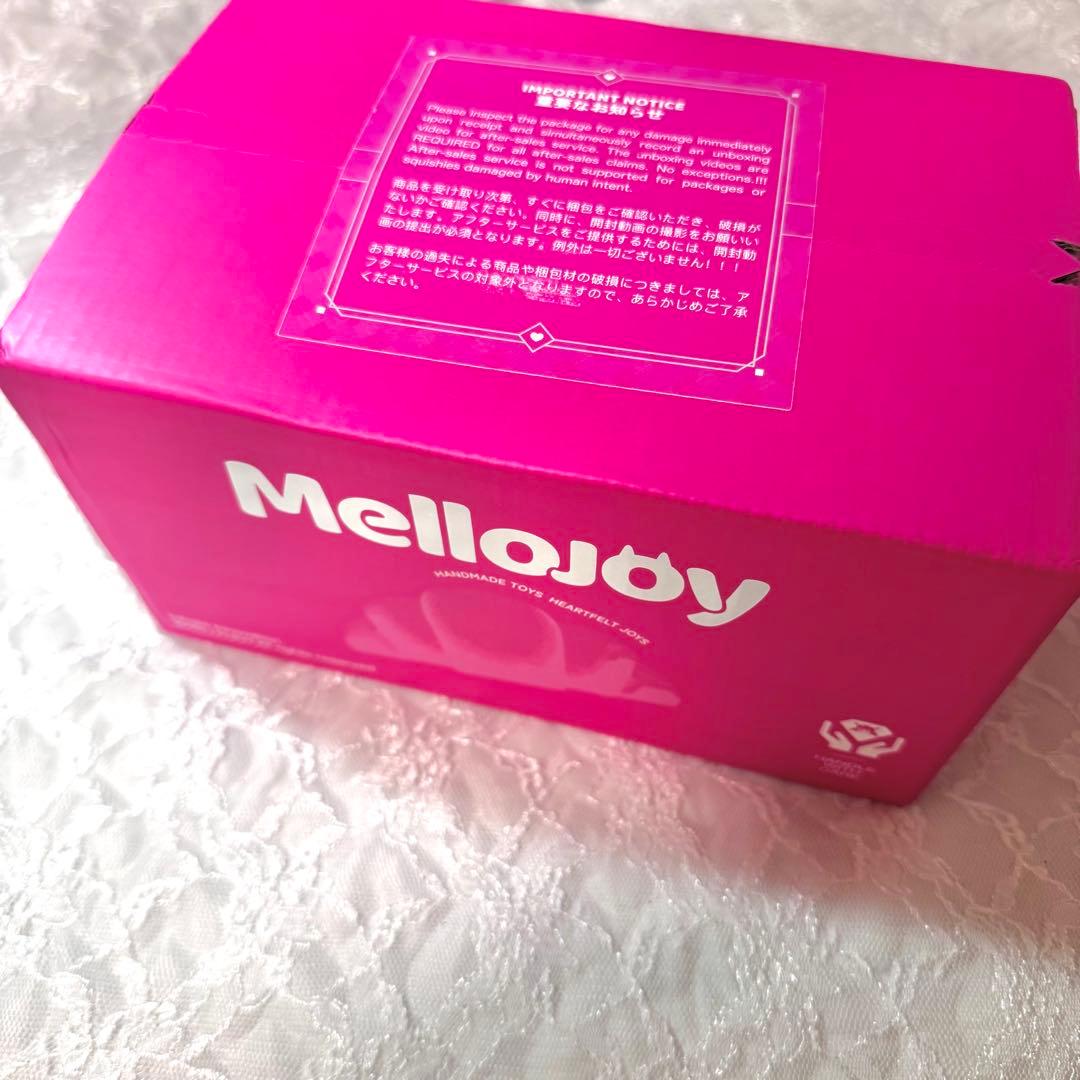 IMPORTANT NOTICE
重要なお知らせ
Please inspect the package for any damage immediately
upon receipt and simultaneously record an unboxing
video for after-sales service. The unboxing videos are
REQUIRED for all after-sales claims. No exceptions.!!!
After-sales service is not supported for packages or
squishies damaged by human intent.
商品を受け取り次第、すぐに梱包をご確認いただき、破損が
ないかご確認ください。同時に、開封動画の撮影をお願いい
たします。アフターサービスをご提供するためには、開封動
画の提出が必須となります。例外は一切ございません！！！
お客様の過失による商品や梱包材の破損につきましては、ア
フターサービスの対象外となりますので、あらかじめご了承
ください。
MelloJoy
HANDMADE TOYS HEARTFELT JOYS
HANDLE
WITH
CARE